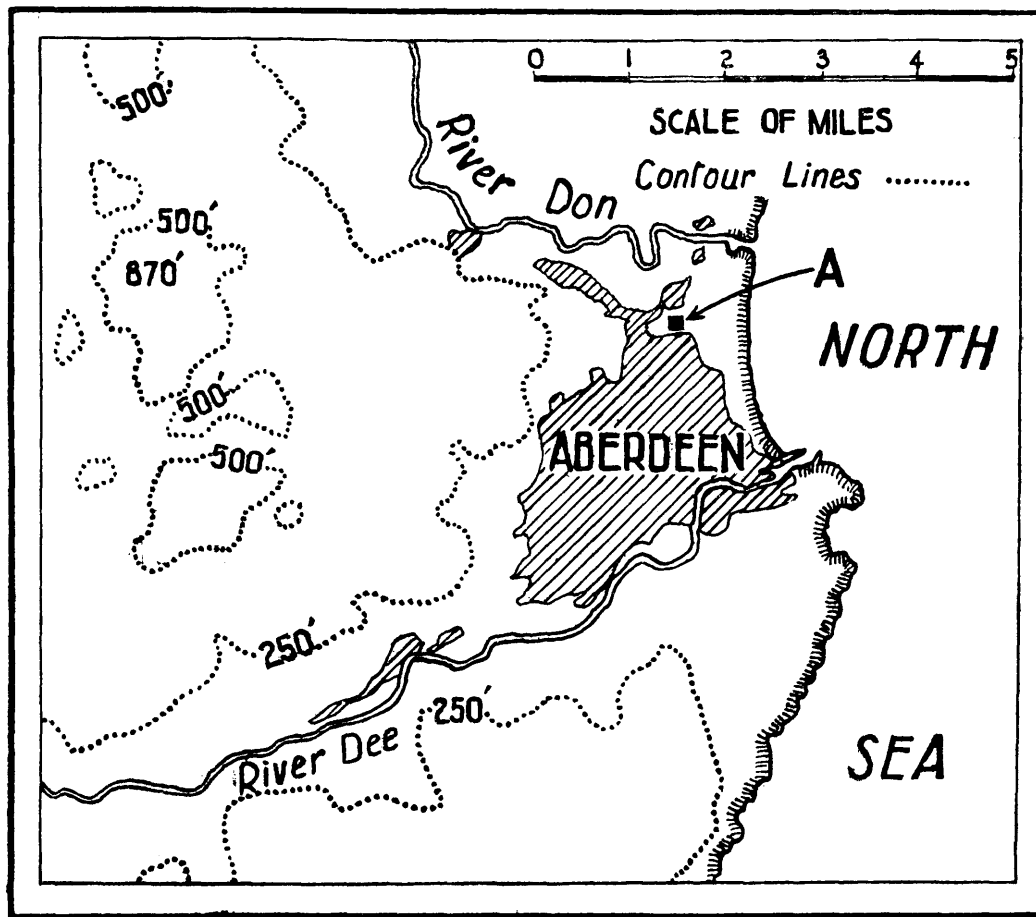 0 1 2 3 4 5
SCALE OF MILES
Contour Lines
500'
River Don
500'
870'
A
NORTH
500'
500'
ABERDEEN
250'
250'
River Dee
SEA